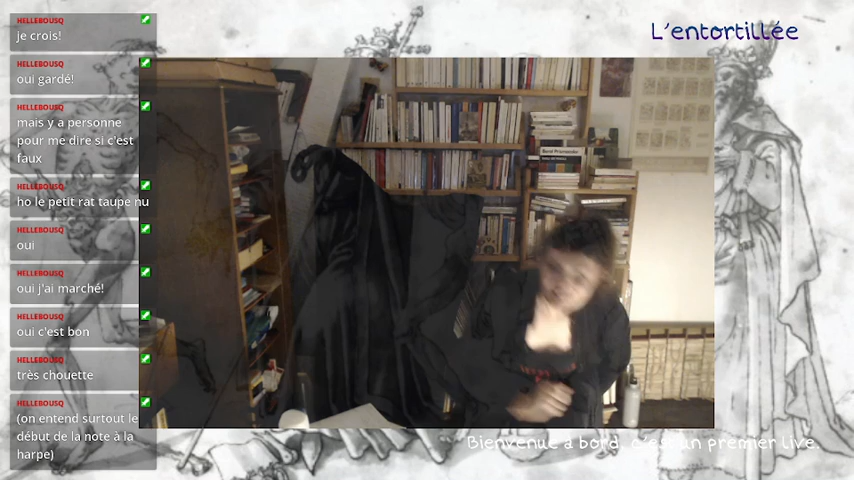 L'entortillée
HELLEBOUSQ
je crois!
HELLEBOUSQ
oui gardé!
HELLEBOUSQ
mais y a personne
pour me dire si c'est
faux
HELLEBOUSQ
ho le petit rat taupe nu
HELLEBOUSQ
oui
HELLEBOUSQ
oui j'ai marché!
HELLEBOUSQ
oui c'est bon
HELLEBOUSQ
très chouette
HELLEBOUSQ
(on entend surtout le
début de la note à la
harpe)
Bienvenue à bord, c'est un premier live.